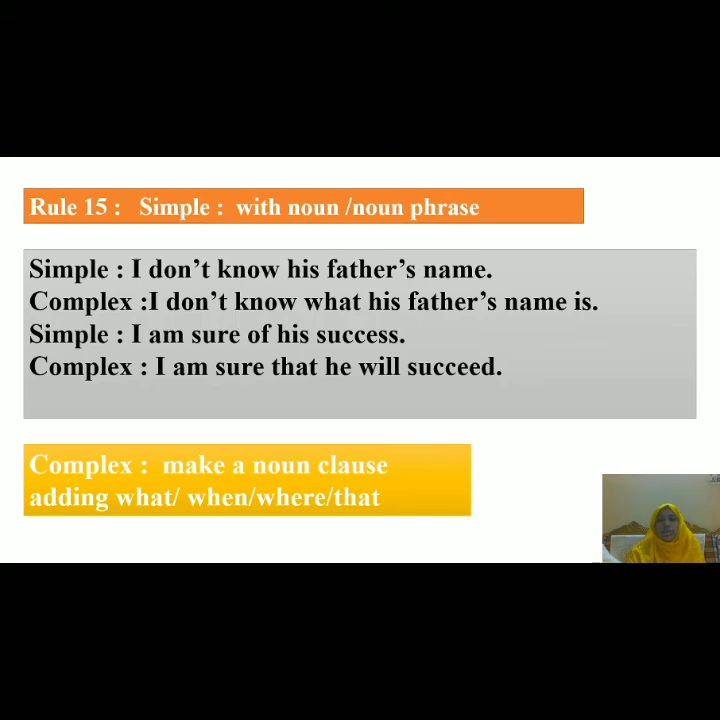 Rule 15 :   Simple :  with noun /noun phrase
Simple : I don’t know his father’s name.
Complex :I don’t know what his father’s name is.
Simple : I am sure of his success.
Complex : I am sure that he will succeed.
Complex :  make a noun clause
adding what/ when/where/that